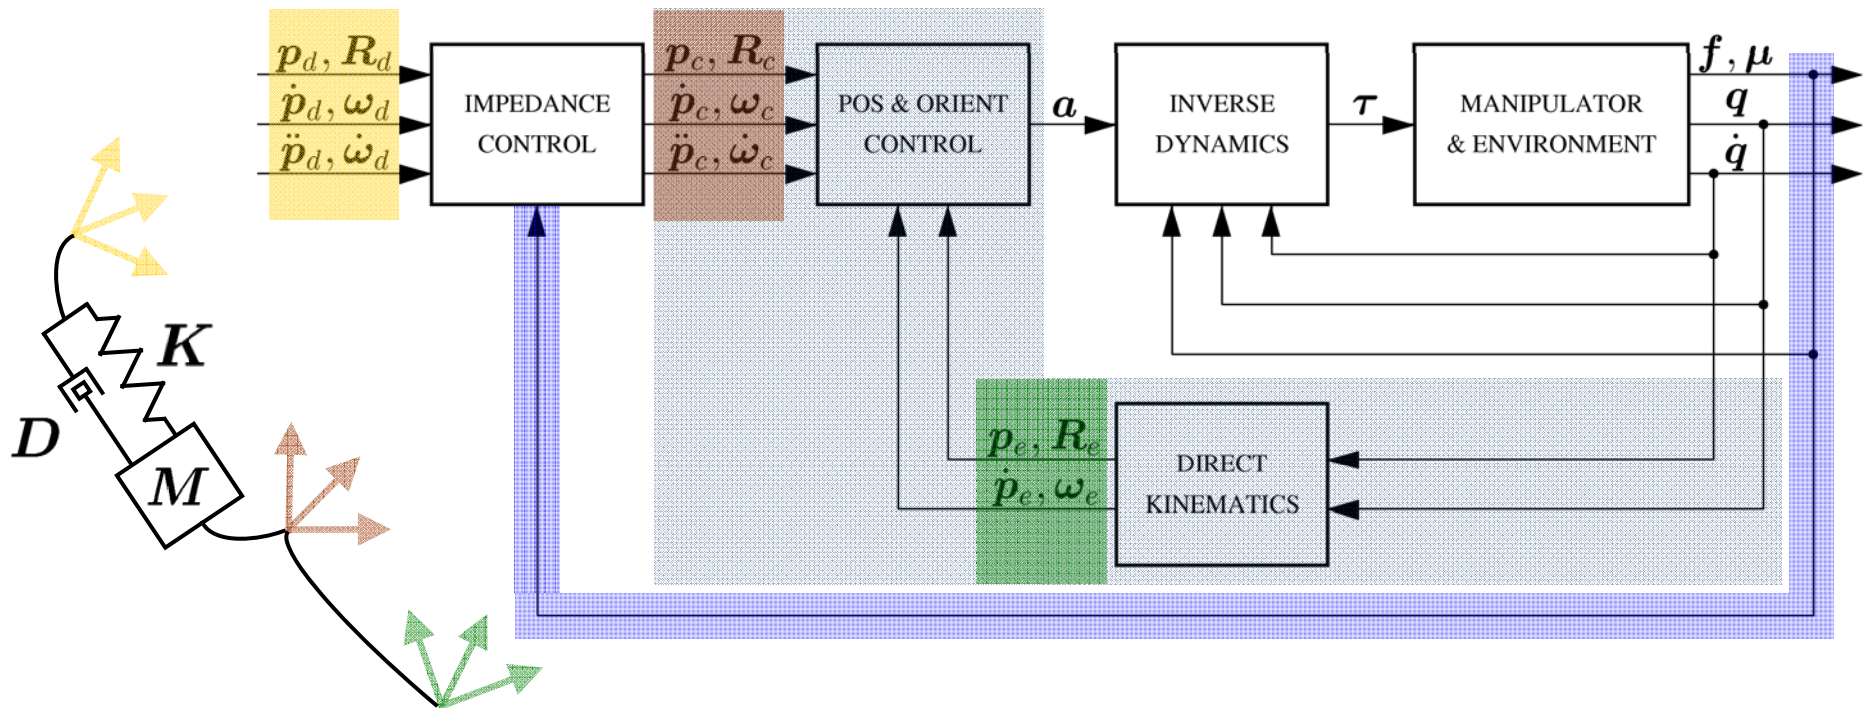 p_d, R_d
ṗ_d, ω_d
p̈_d, ω̇_d
IMPEDANCE
CONTROL
p_c, R_c
ṗ_c, ω_c
p̈_c, ω̇_c
POS & ORIENT
CONTROL
a
INVERSE
DYNAMICS
τ
MANIPULATOR
& ENVIRONMENT
f, μ
q
q̇
K
D
M
p_e, R_e
ṗ_e, ω_e
DIRECT
KINEMATICS